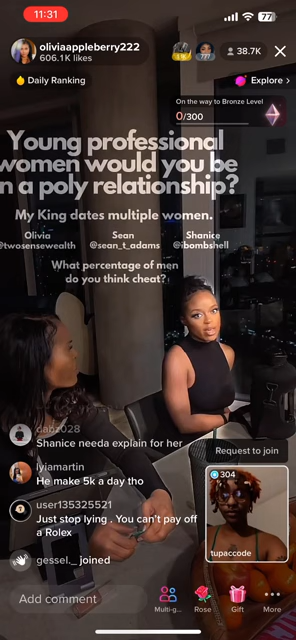 11:31
77
oliviaappleberry222
606.1K likes
38.7K
Daily Ranking
Explore >
On the way to Bronze Level
0/300
Young professional
women would you be
n a poly relationship?
My King dates multiple women.
Olivia Sean Shanice
@twosensewealth @sean_t_adams @ibombshell
What percentage of men
do you think cheat?
dabz028
Shanice needa explain for her
lyiamartin
He make 5k a day tho
user135325521
Just stop lying . You can't pay off
a Rolex
gessel._ joined
Request to join
304
tupaccode
Add comment
Multi-g...
Rose
Gift
More